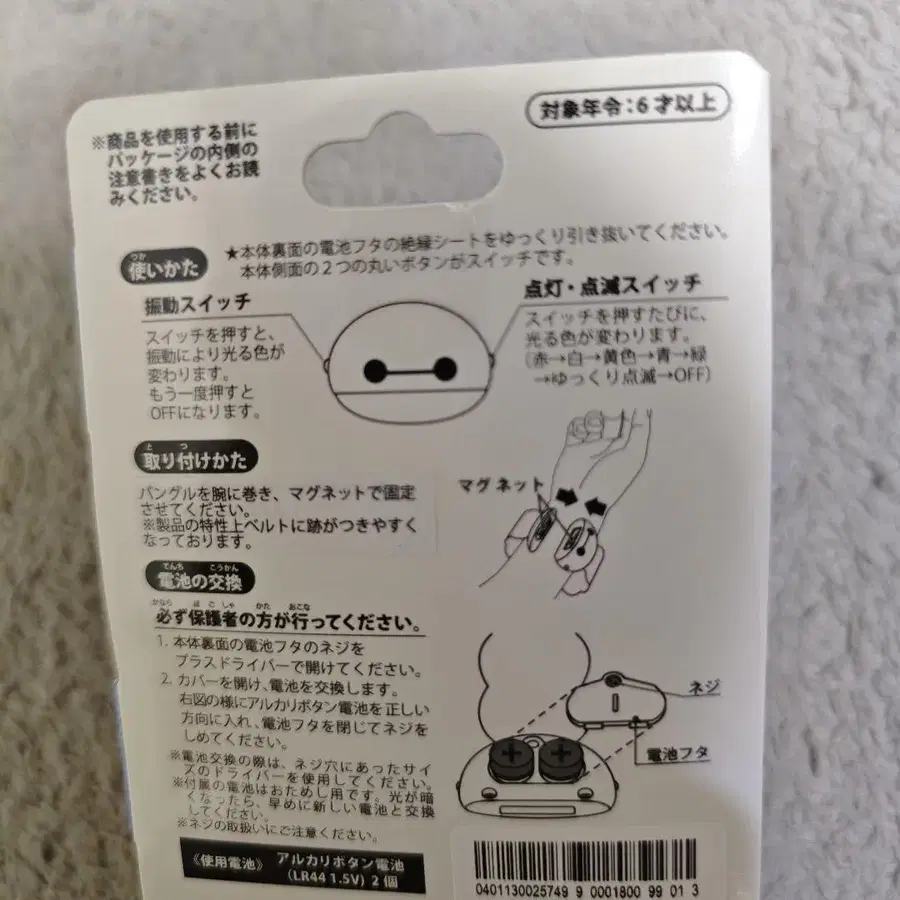 対象年令:6才以上
※商品を使用する前に
パッケージの内側の
注意書きをよくお読
みください。
つか
使いかた
★本体裏面の電池フタの絶縁シートをゆっくり引き抜いてください。
本体側面の2つの丸いボタンがスイッチです。
振動スイッチ
スイッチを押すと、
振動により光る色が
変わります。
もう一度押すと
OFFになります。
点灯・点滅スイッチ
スイッチを押すたびに、
光る色が変わります。
(赤→白→黄色→青→緑
→ゆっくり点滅→OFF)
と つ
取り付けかた
バングルを腕に巻き、マグネットで固定
させてください。
※製品の特性上ベルトに跡がつきやすく
なっております。
マグネット
でんち こうかん
電池の交換
かなら ほごしゃ かた おこな
必ず保護者の方が行ってください。
1. 本体裏面の電池フタのネジを
プラスドライバーで開けてください。
2. カバーを開け、電池を交換します。
右図の様にアルカリボタン電池を正しい
方向に入れ、電池フタを閉じてネジを
しめてください。
※電池交換の際は、ネジ穴にあったサイ
ズのドライバーを使用してください。
※付属の電池はおためし用です。光が暗
くなったら、早めに新しい電池と交換
してください。
※ネジの取扱いにご注意ください。
ネジ
電池フタ
《使用電池》 アルカリボタン電池
(LR44 1.5V) 2個
0401130025749 9 0001800 99 01 3